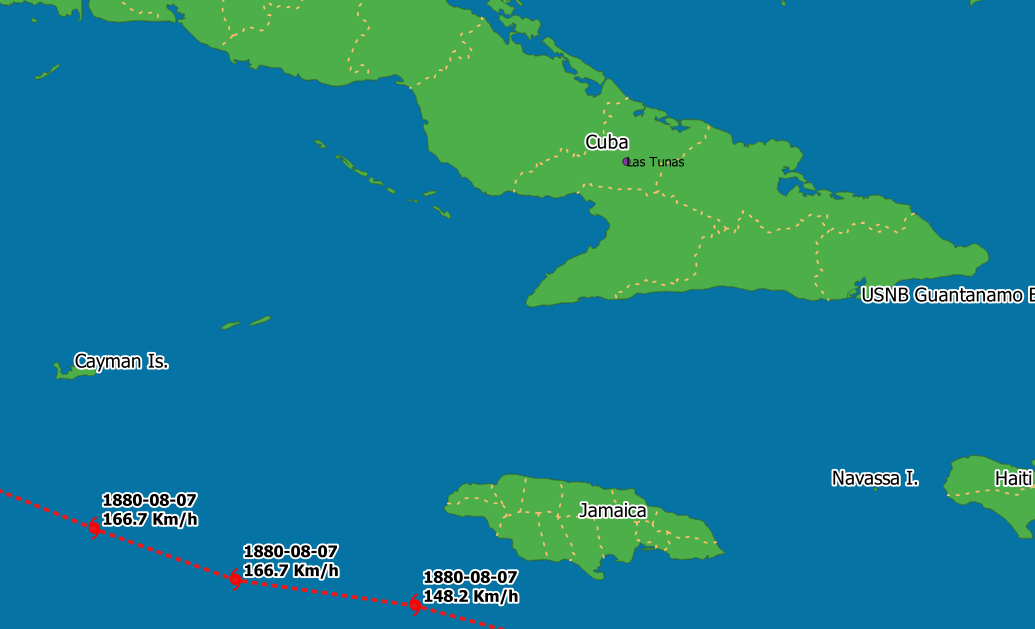 Cuba
Las Tunas
USNB Guantanamo B
Cayman Is.
Navassa I.
Haiti
1880-08-07
166.7 Km/h
Jamaica
1880-08-07
166.7 Km/h
1880-08-07
148.2 Km/h